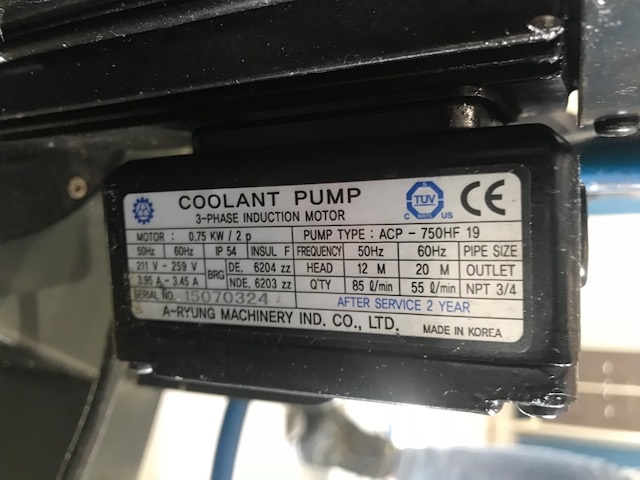 COOLANT PUMP
3-PHASE INDUCTION MOTOR
TUV
C US
CE
MOTOR : 0.75 KW / 2 p PUMP TYPE : ACP - 750HF 19
50Hz 60Hz IP 54 INSUL F FREQUENCY 50Hz 60Hz PIPE SIZE
211 V - 259 V BRG DE. 6204 zz HEAD 12 M 20 M OUTLET
3.95 A - 3.45 A NDE. 6203 zz Q'TY 85 ℓ/min 55 ℓ/min NPT 3/4
SERIAL NO. 15070324 AFTER SERVICE 2 YEAR
A-RYUNG MACHINERY IND. CO., LTD. MADE IN KOREA